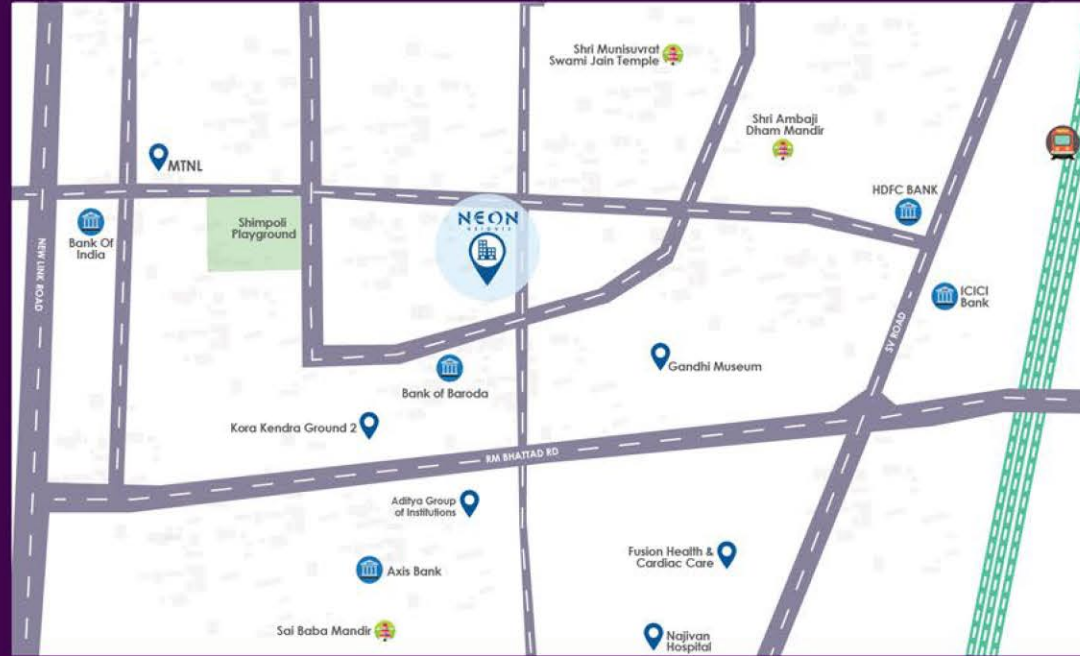 Shri Munisuvrat
Swami Jain Temple
Shri Ambaji
Dham Mandir
MTNL
HDFC BANK
Shimpoli
Playground
NEON
HEIGHTS
Bank Of
India
NEW LINK ROAD
ICICI
Bank
SV ROAD
Gandhi Museum
Bank of Baroda
Kora Kendra Ground 2
RM BHATTAD RD
Aditya Group
of Institutions
Fusion Health &
Cardiac Care
Axis Bank
Sai Baba Mandir
Najivan
Hospital